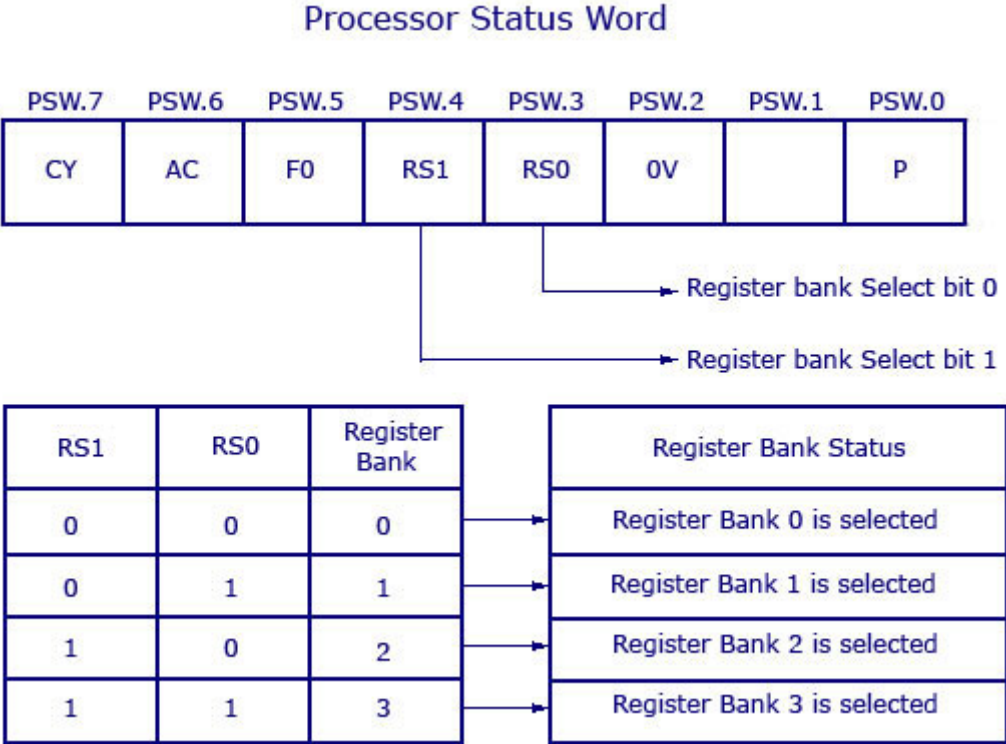 Processor Status Word
PSW.7 PSW.6 PSW.5 PSW.4 PSW.3 PSW.2 PSW.1 PSW.0
CY AC F0 RS1 RS0 0V P
Register bank Select bit 0
Register bank Select bit 1
RS1 RS0 Register Bank Register Bank Status
0 0 0 Register Bank 0 is selected
0 1 1 Register Bank 1 is selected
1 0 2 Register Bank 2 is selected
1 1 3 Register Bank 3 is selected